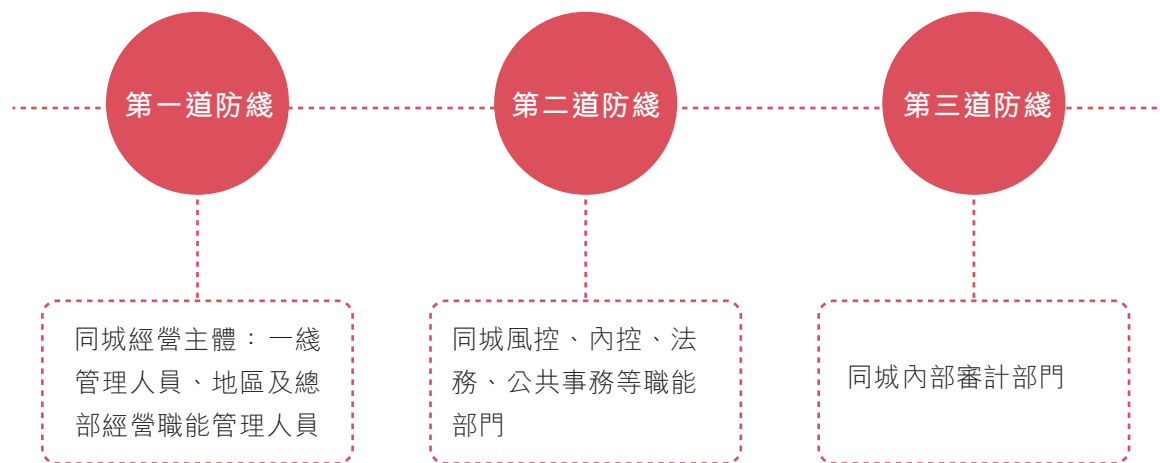 第一道防綫
第二道防綫
第三道防綫
同城經營主體：一綫
管理人員、地區及總
部經營職能管理人員
同城風控、內控、法
務、公共事務等職能
部門
同城內部審計部門